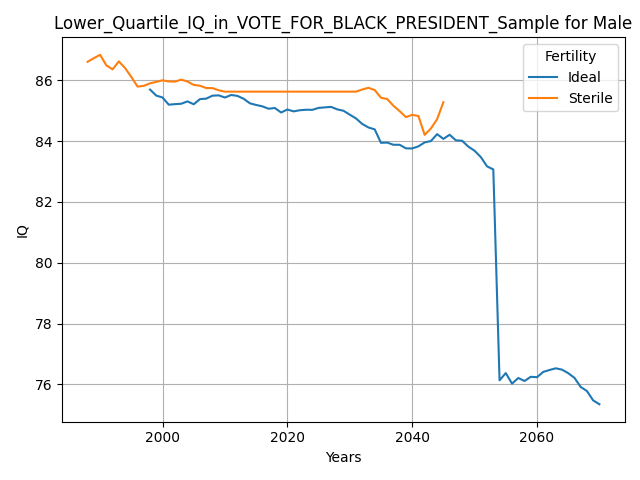 Lower_Quartile_IQ_in_VOTE_FOR_BLACK_PRESIDENT_Sample for Male
Fertility
Ideal
Sterile
86
84
82
80
78
76
IQ
2000
2020
2040
2060
Years